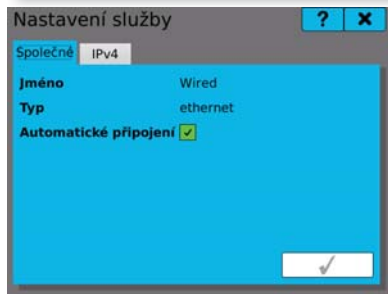 Nastavení služby
?
Společné
IPv4
Jméno Wired
Typ ethernet
Automatické připojení